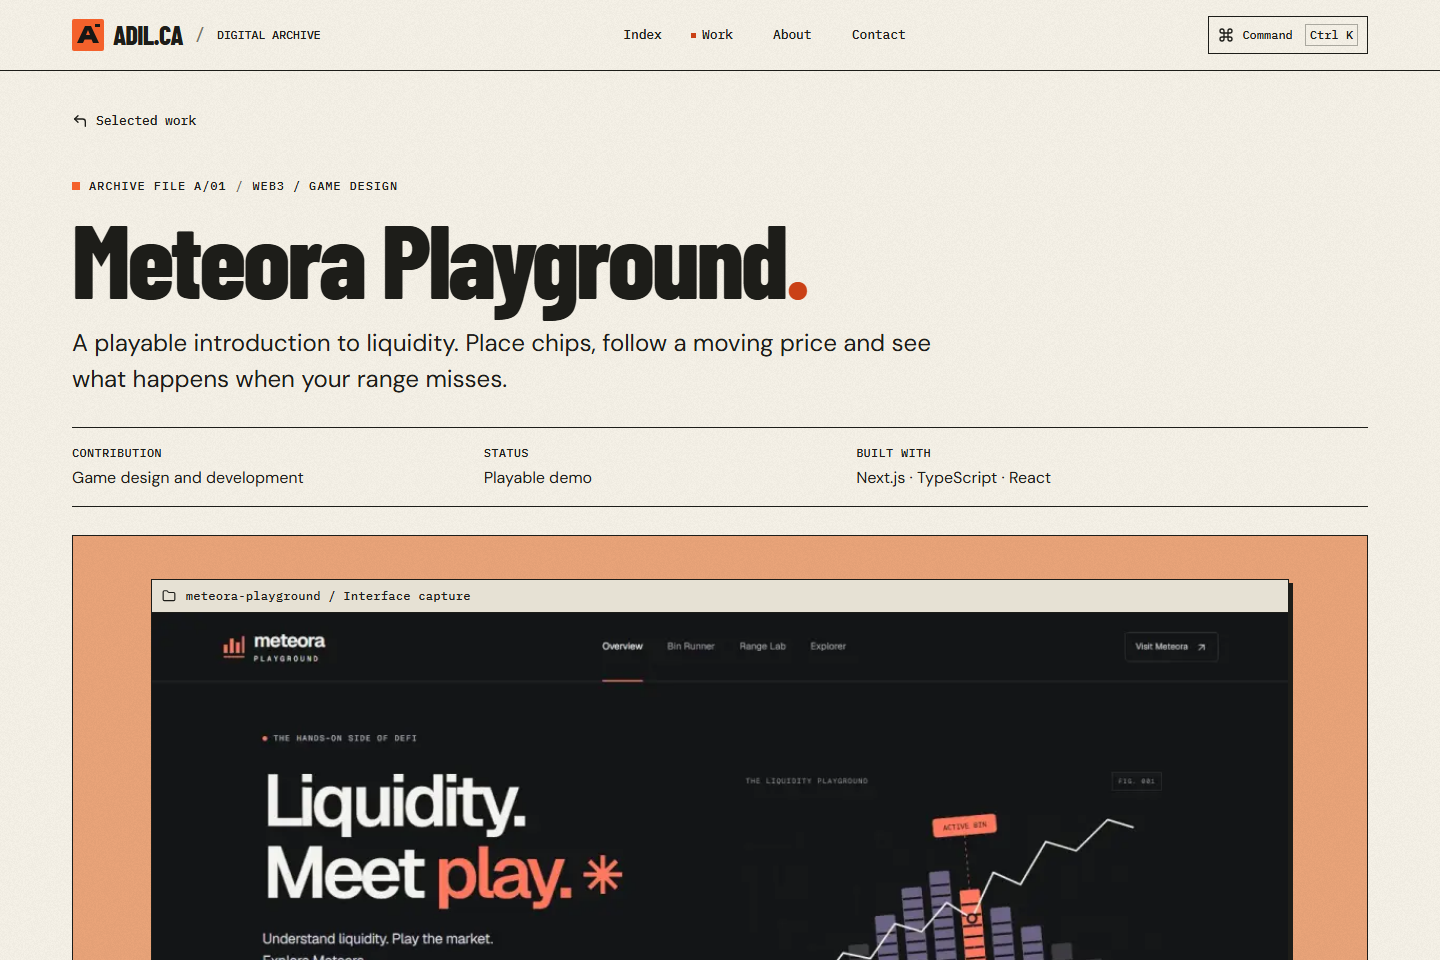 A ADIL.CA / DIGITAL ARCHIVE
Index Work About Contact
⌘ Command Ctrl K
Selected work
ARCHIVE FILE A/01 / WEB3 / GAME DESIGN
Meteora Playground.
A playable introduction to liquidity. Place chips, follow a moving price and see
what happens when your range misses.
CONTRIBUTION
Game design and development
STATUS
Playable demo
BUILT WITH
Next.js · TypeScript · React
meteora-playground / Interface capture
meteora
PLAYGROUND
Overview Bin Runner Range Lab Explorer
Visit Meteora
THE HANDS-ON SIDE OF DEFI
Liquidity.
Meet play.
Understand liquidity. Play the market.
Explore Meteora.
THE LIQUIDITY PLAYGROUND
FIG. 001
ACTIVE BIN